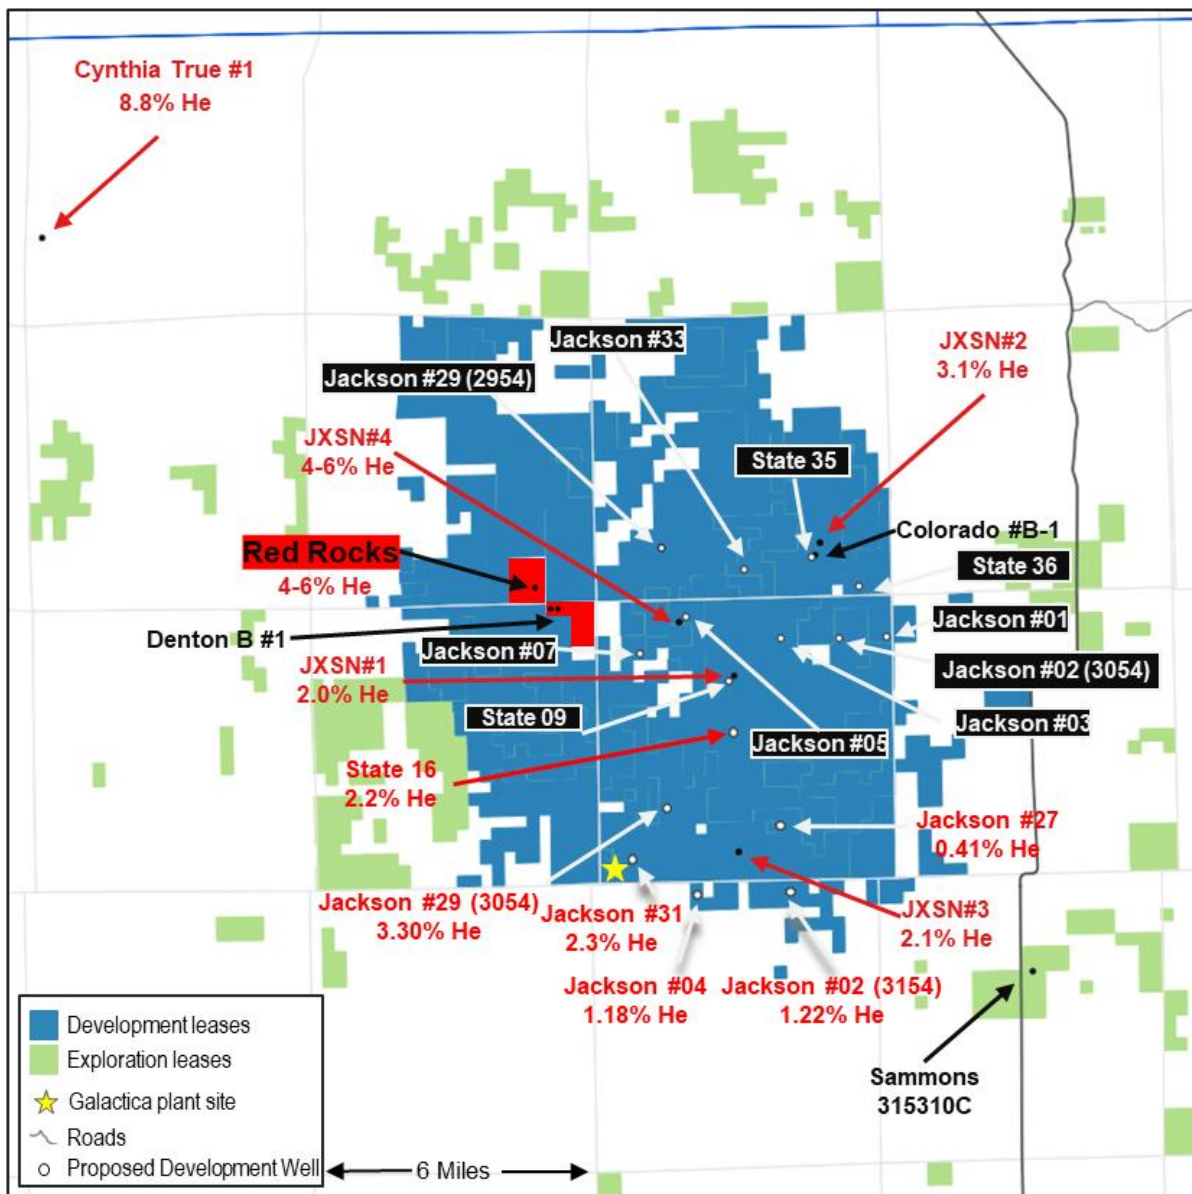 Cynthia True #1
8.8% He
Jackson #33
JXSN#2
3.1% He
Jackson #29 (2954)
JXSN#4
4-6% He
State 35
Colorado #B-1
Red Rocks
4-6% He
State 36
Denton B #1
Jackson #01
Jackson #07
JXSN#1
2.0% He
Jackson #02 (3054)
State 09
Jackson #03
Jackson #05
State 16
2.2% He
Jackson #27
0.41% He
Jackson #29 (3054)
3.30% He
Jackson #31
2.3% He
JXSN#3
2.1% He
Jackson #04
1.18% He
Jackson #02 (3154)
1.22% He
Sammons
315310C
Development leases
Exploration leases
Galactica plant site
Roads
Proposed Development Well
6 Miles